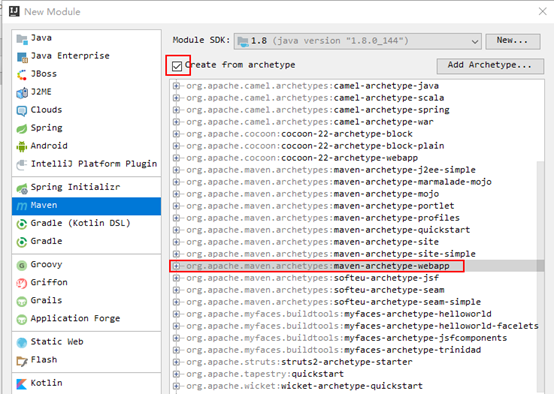 New Module
Java
Java Enterprise
JBoss
J2ME
Clouds
Spring
Android
IntelliJ Platform Plugin
Spring Initializr
Maven
Gradle (Kotlin DSL)
Gradle
Groovy
Griffon
Grails
Application Forge
Static Web
Flash
Kotlin
Module SDK: 1.8 (java version "1.8.0_144") New...
Create from archetype Add Archetype...
org.apache.camel.archetypes:camel-archetype-java
org.apache.camel.archetypes:camel-archetype-scala
org.apache.camel.archetypes:camel-archetype-spring
org.apache.camel.archetypes:camel-archetype-war
org.apache.cocoon:cocoon-22-archetype-block
org.apache.cocoon:cocoon-22-archetype-block-plain
org.apache.cocoon:cocoon-22-archetype-webapp
org.apache.maven.archetypes:maven-archetype-j2ee-simple
org.apache.maven.archetypes:maven-archetype-marmalade-mojo
org.apache.maven.archetypes:maven-archetype-mojo
org.apache.maven.archetypes:maven-archetype-portlet
org.apache.maven.archetypes:maven-archetype-profiles
org.apache.maven.archetypes:maven-archetype-quickstart
org.apache.maven.archetypes:maven-archetype-site
org.apache.maven.archetypes:maven-archetype-site-simple
org.apache.maven.archetypes:maven-archetype-webapp
org.apache.maven.archetypes:softeu-archetype-jsf
org.apache.maven.archetypes:softeu-archetype-seam
org.apache.maven.archetypes:softeu-archetype-seam-simple
org.apache.myfaces.buildtools:myfaces-archetype-helloworld
org.apache.myfaces.buildtools:myfaces-archetype-helloworld-facelets
org.apache.myfaces.buildtools:myfaces-archetype-jsfcomponents
org.apache.myfaces.buildtools:myfaces-archetype-trinidad
org.apache.struts:struts2-archetype-starter
org.apache.tapestry:quickstart
org.apache.wicket:wicket-archetype-quickstart